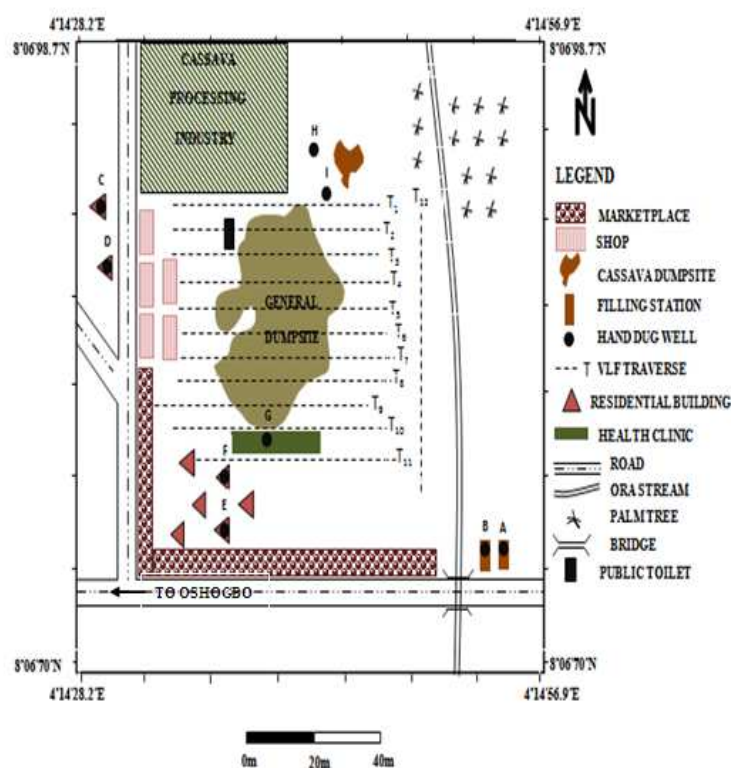 4°14'28.2"E
4°14'56.9"E
8°06'98.7"N
8°06'98.7"N
CASSAVA
PROCESSING
INDUSTRY
N
H
I
C
D
T1
T12
T2
T3
T4
T5
T6
T7
T8
T9
T10
T11
GENERAL
DUMPSITE
G
F
E
B
A
TO OSHOGBO
LEGEND
MARKETPLACE
SHOP
CASSAVA DUMPSITE
FILLING STATION
HAND DUG WELL
T VLF TRAVERSE
RESIDENTIAL BUILDING
HEALTH CLINIC
ROAD
ORA STREAM
PALM TREE
BRIDGE
PUBLIC TOILET
8°06'70"N
8°06'70"N
4°14'28.2"E
4°14'56.9"E
0m 20m 40m